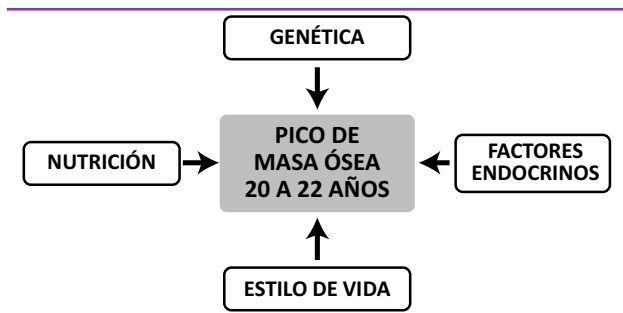 GENÉTICA
NUTRICIÓN
PICO DE
MASA ÓSEA
20 A 22 AÑOS
FACTORES
ENDOCRINOS
ESTILO DE VIDA